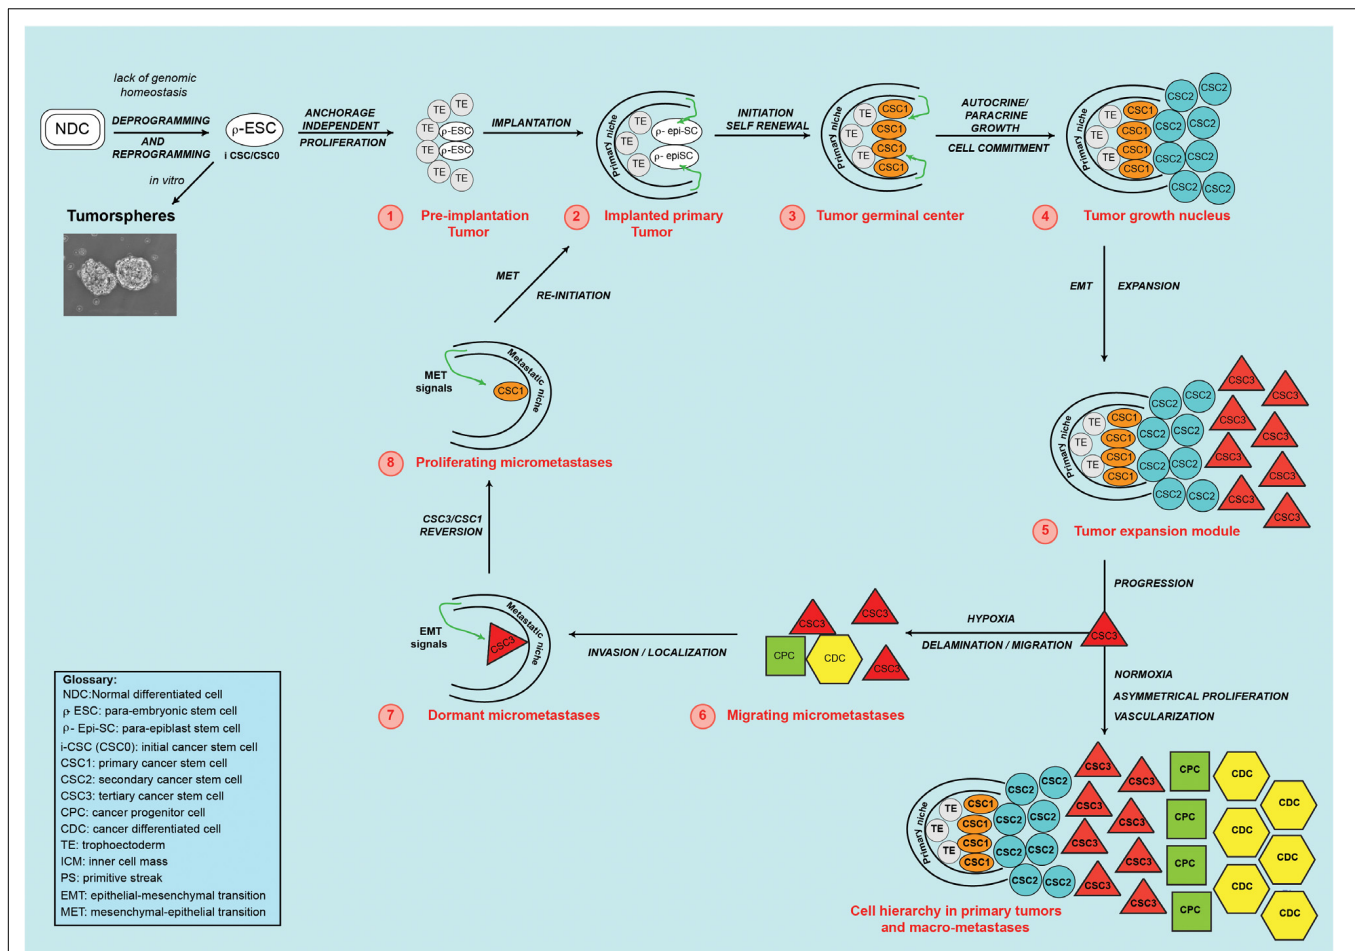 lack of genomic
homeostasis
NDC
DEPROGRAMMING
AND
REPROGRAMMING
ρ-ESC
i CSC/CSC0
in vitro
Tumorspheres
ANCHORAGE
INDEPENDENT
PROLIFERATION
TE
TE
TE
TE
ρ-ESC
TE
ρ-ESC
TE
TE
1 Pre-implantation
Tumor
IMPLANTATION
Primary niche
TE
TE
TE
ρ- epi-SC
ρ- epiSC
2 Implanted primary
Tumor
INITIATION
SELF RENEWAL
Primary niche
TE
TE
TE
CSC1
CSC1
CSC1
CSC1
3 Tumor germinal center
AUTOCRINE/
PARACRINE
GROWTH
CELL COMMITMENT
Primary niche
TE
TE
TE
CSC1
CSC1
CSC1
CSC1
CSC2
CSC2
CSC2
CSC2
CSC2
CSC2
CSC2
CSC2
4 Tumor growth nucleus
EMT EXPANSION
Primary niche
TE
TE
TE
CSC1
CSC1
CSC1
CSC1
CSC2
CSC2
CSC2
CSC2
CSC2
CSC2
CSC2
CSC2
CSC3
CSC3
CSC3
CSC3
CSC3
CSC3
CSC3
CSC3
5 Tumor expansion module
PROGRESSION
CSC3
HYPOXIA
DELAMINATION / MIGRATION
NORMOXIA
ASYMMETRICAL PROLIFERATION
VASCULARIZATION
CSC3
CSC3
CSC3
CPC
CDC
6 Migrating micrometastases
INVASION / LOCALIZATION
EMT
signals
CSC3
Metastatic niche
7 Dormant micrometastases
CSC3/CSC1
REVERSION
MET
signals
CSC1
Metastatic niche
8 Proliferating micrometastases
MET
RE-INITIATION
Primary niche
TE
TE
TE
CSC1
CSC1
CSC1
CSC1
CSC2
CSC2
CSC2
CSC2
CSC2
CSC2
CSC2
CSC2
CSC3
CSC3
CSC3
CSC3
CSC3
CSC3
CSC3
CSC3
CPC
CPC
CPC
CPC
CDC
CDC
CDC
CDC
CDC
CDC
CDC
Cell hierarchy in primary tumors
and macro-metastases
Glossary:
NDC:Normal differentiated cell
ρ- ESC: para-embryonic stem cell
ρ- Epi-SC: para-epiblast stem cell
i-CSC (CSC0): initial cancer stem cell
CSC1: primary cancer stem cell
CSC2: secondary cancer stem cell
CSC3: tertiary cancer stem cell
CPC: cancer progenitor cell
CDC: cancer differentiated cell
TE: trophoectoderm
ICM: inner cell mass
PS: primitive streak
EMT: epithelial-mesenchymal transition
MET: mesenchymal-epithelial transition